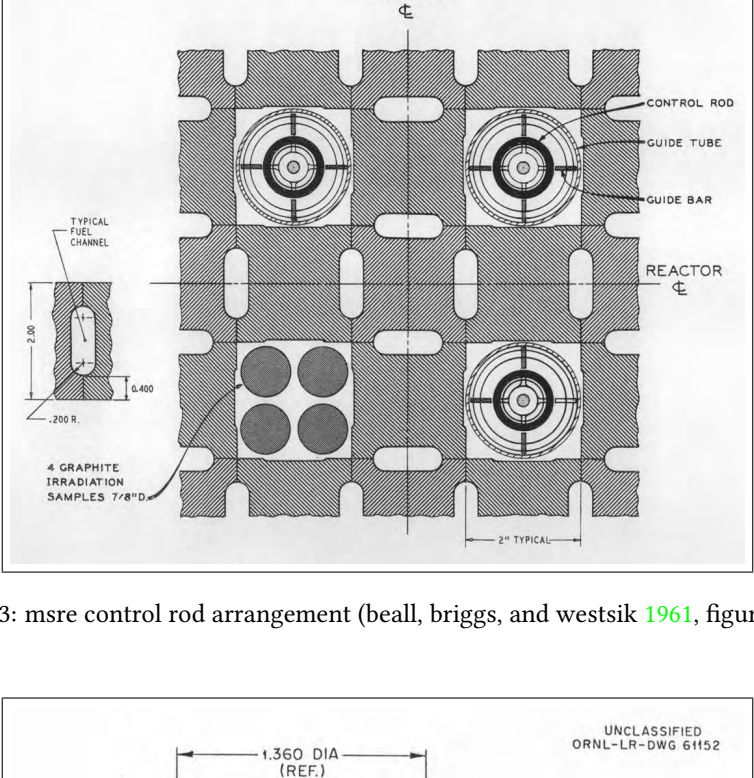 ℄
CONTROL ROD
GUIDE TUBE
GUIDE BAR
TYPICAL
FUEL
CHANNEL
REACTOR
℄
2.00
0.400
.200 R.
4 GRAPHITE
IRRADIATION
SAMPLES 7/8"D.
2" TYPICAL
3: msre control rod arrangement (beall, briggs, and westsik 1961, figur
UNCLASSIFIED
ORNL-LR-DWG 61152
1.360 DIA
(REF.)